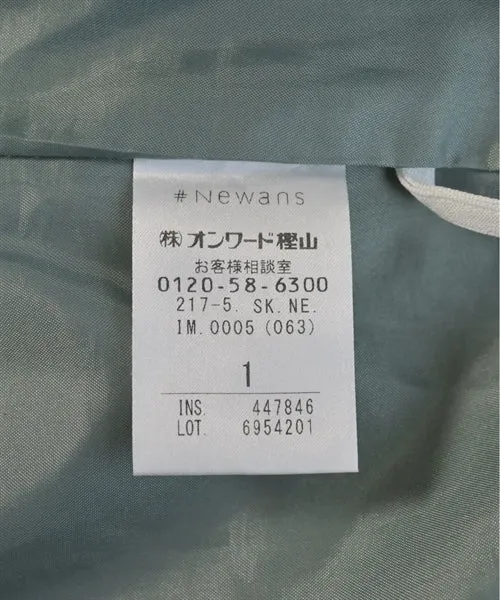 #Newans
㈱オンワード樫山
お客様相談室
0120-58-6300
217-5. SK.NE.
IM.0005(063)
1
INS. 447846
LOT. 6954201